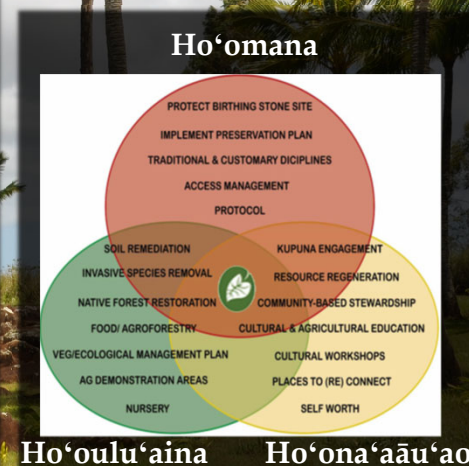 Hoʻomana
PROTECT BIRTHING STONE SITE
IMPLEMENT PRESERVATION PLAN
TRADITIONAL & CUSTOMARY DICIPLINES
ACCESS MANAGEMENT
PROTOCOL
SOIL REMEDIATION
INVASIVE SPECIES REMOVAL
NATIVE FOREST RESTORATION
FOOD/ AGROFORESTRY
VEG/ECOLOGICAL MANAGEMENT PLAN
AG DEMONSTRATION AREAS
NURSERY
KUPUNA ENGAGEMENT
RESOURCE REGENERATION
COMMUNITY-BASED STEWARDSHIP
CULTURAL & AGRICULTURAL EDUCATION
CULTURAL WORKSHOPS
PLACES TO (RE) CONNECT
SELF WORTH
Hoʻouluʻaina
Hoʻonaʻaāuʻao